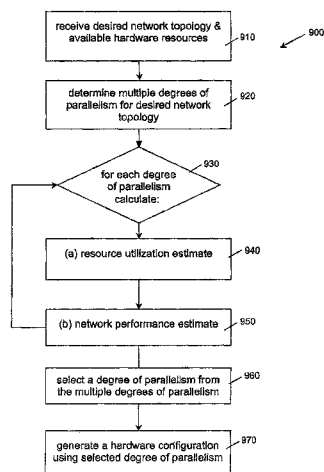 receive desired network topology &
available hardware resources
910
900
determine multiple degrees of
parallelism for desired network
topology
920
930
for each degree
of parallelism
calculate:
(a) resource utilization estimate
940
(b) network performance estimate
950
select a degree of parallelism from
the multiple degrees of parallelism
960
generate a hardware configuration
using selected degree of parallelism
970